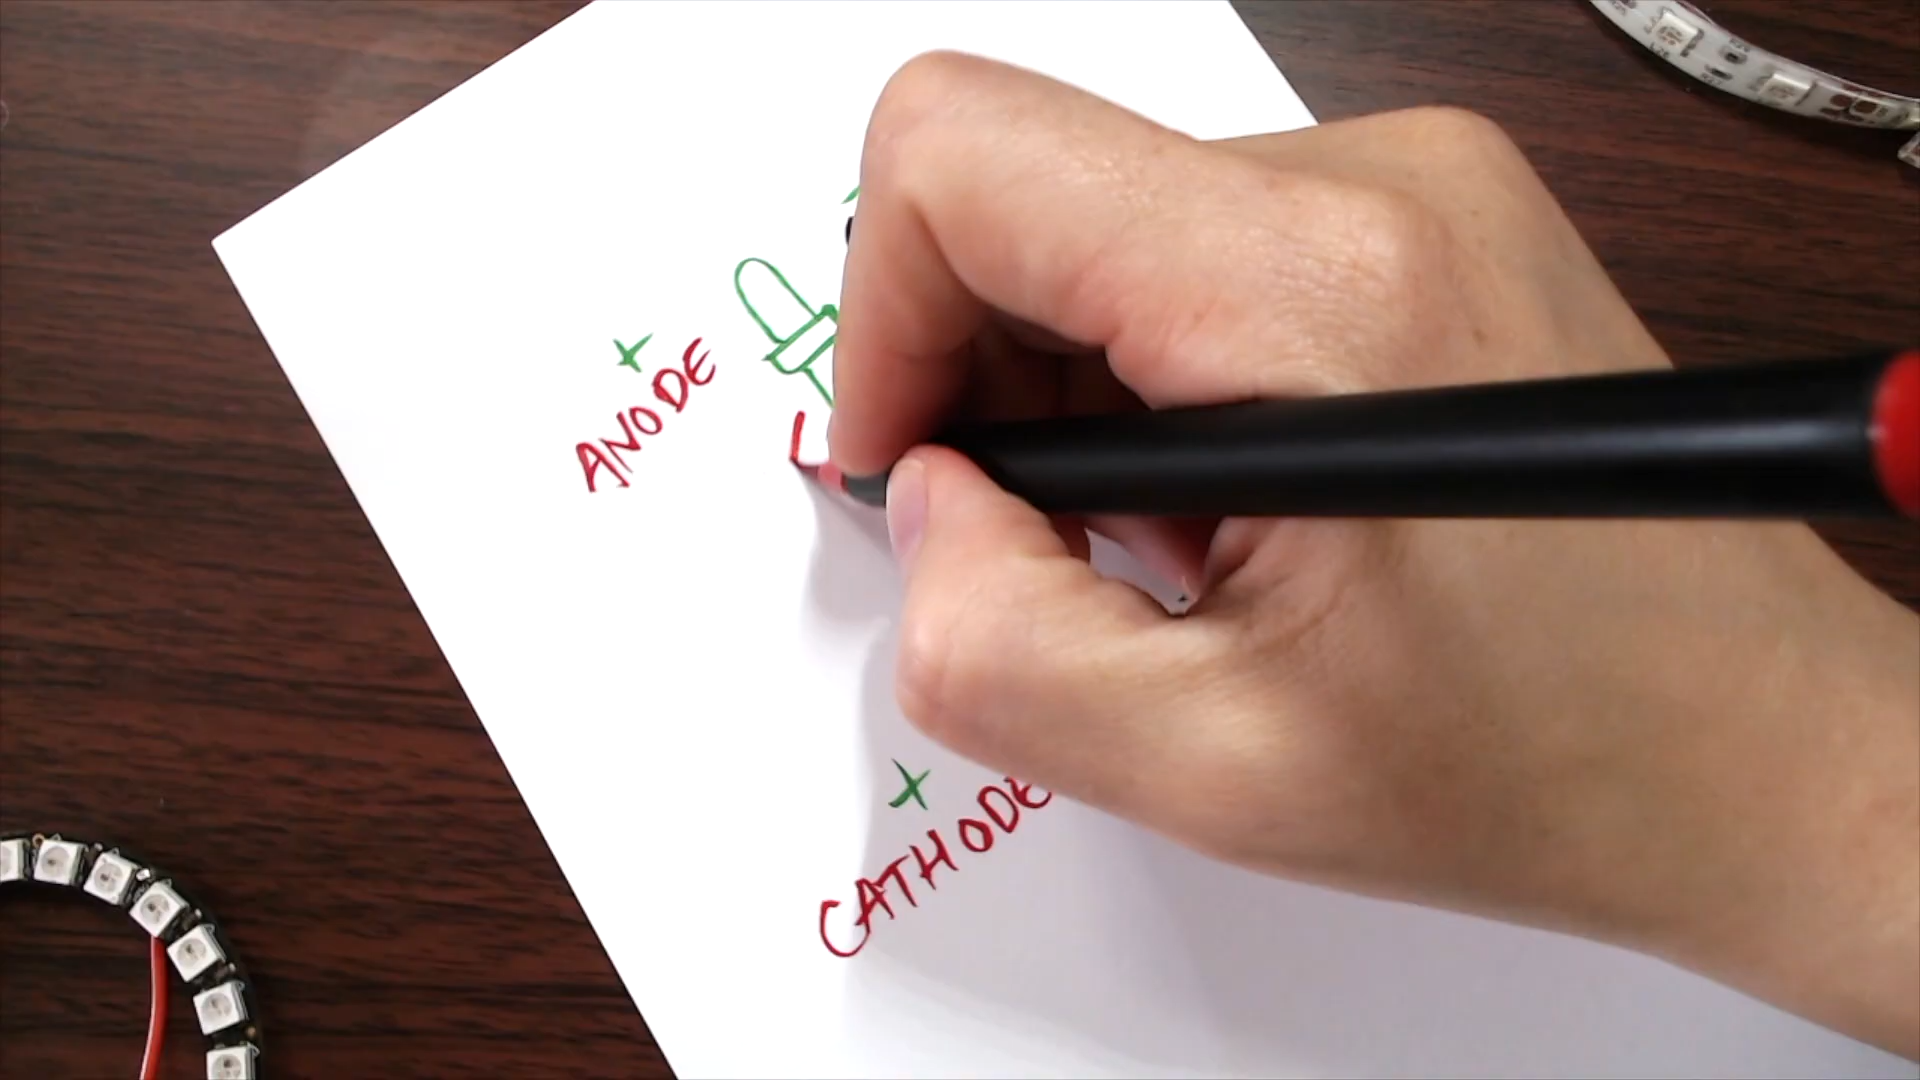 +
ANODE
+
CATHODE